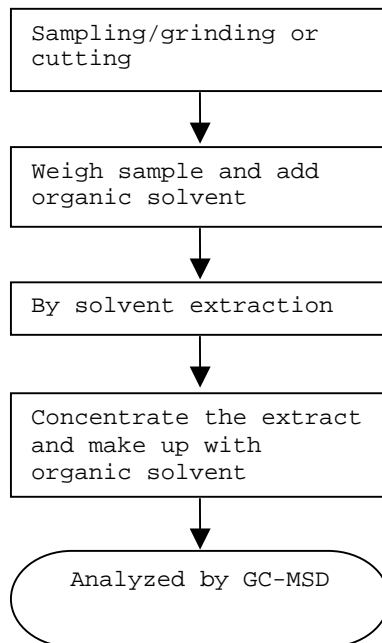 Sampling/grinding or
cutting
Weigh sample and add
organic solvent
By solvent extraction
Concentrate the extract
and make up with
organic solvent
Analyzed by GC-MSD